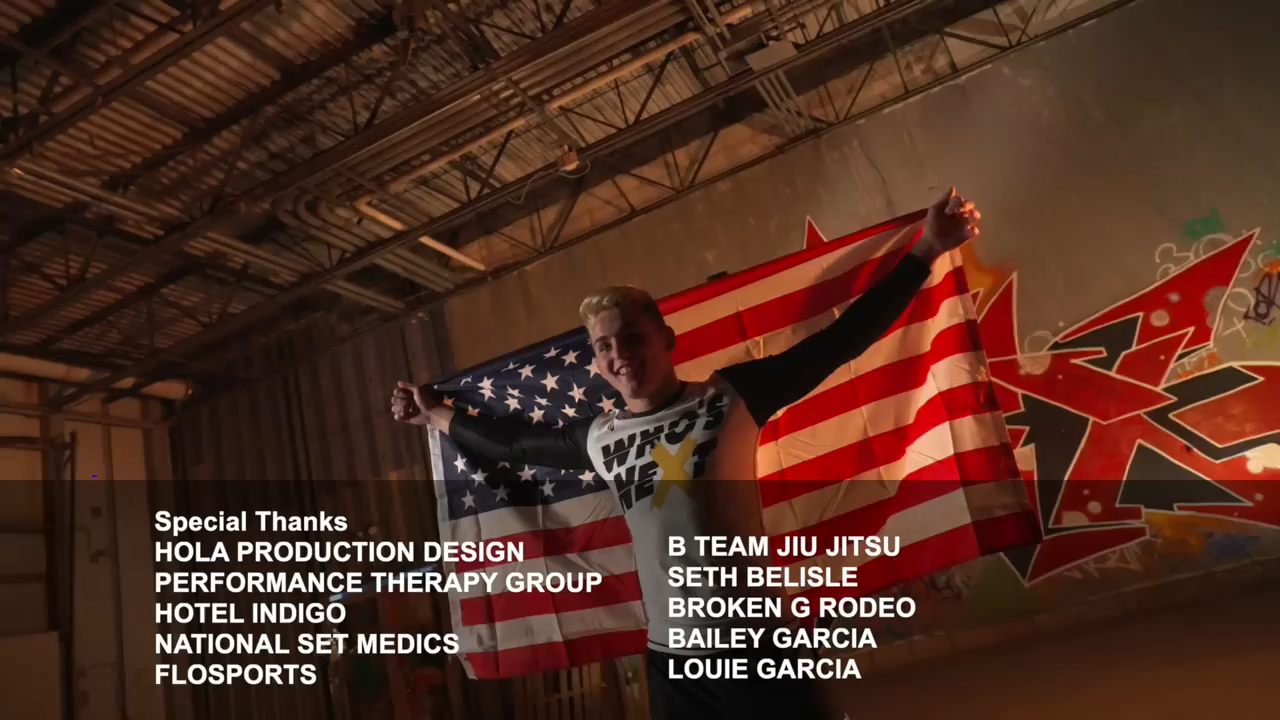 WHO'S
NEXT
Special Thanks
HOLA PRODUCTION DESIGN
PERFORMANCE THERAPY GROUP
HOTEL INDIGO
NATIONAL SET MEDICS
FLOSPORTS
B TEAM JIU JITSU
SETH BELISLE
BROKEN G RODEO
BAILEY GARCIA
LOUIE GARCIA